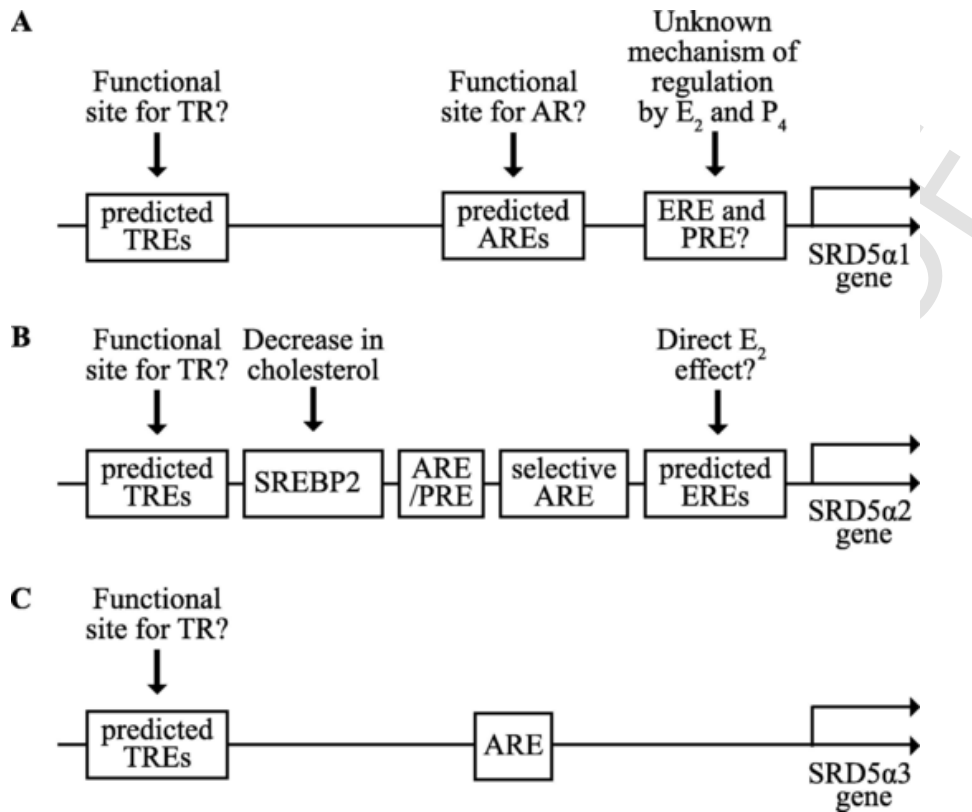 A
Functional
site for TR?
Functional
site for AR?
Unknown
mechanism of
regulation
by E₂ and P₄
predicted
TREs
predicted
AREs
ERE and
PRE?
SRD5α1
gene
B
Functional
site for TR?
Decrease in
cholesterol
Direct E₂
effect?
predicted
TREs
SREBP2
ARE
/PRE
selective
ARE
predicted
EREs
SRD5α2
gene
C
Functional
site for TR?
predicted
TREs
ARE
SRD5α3
gene